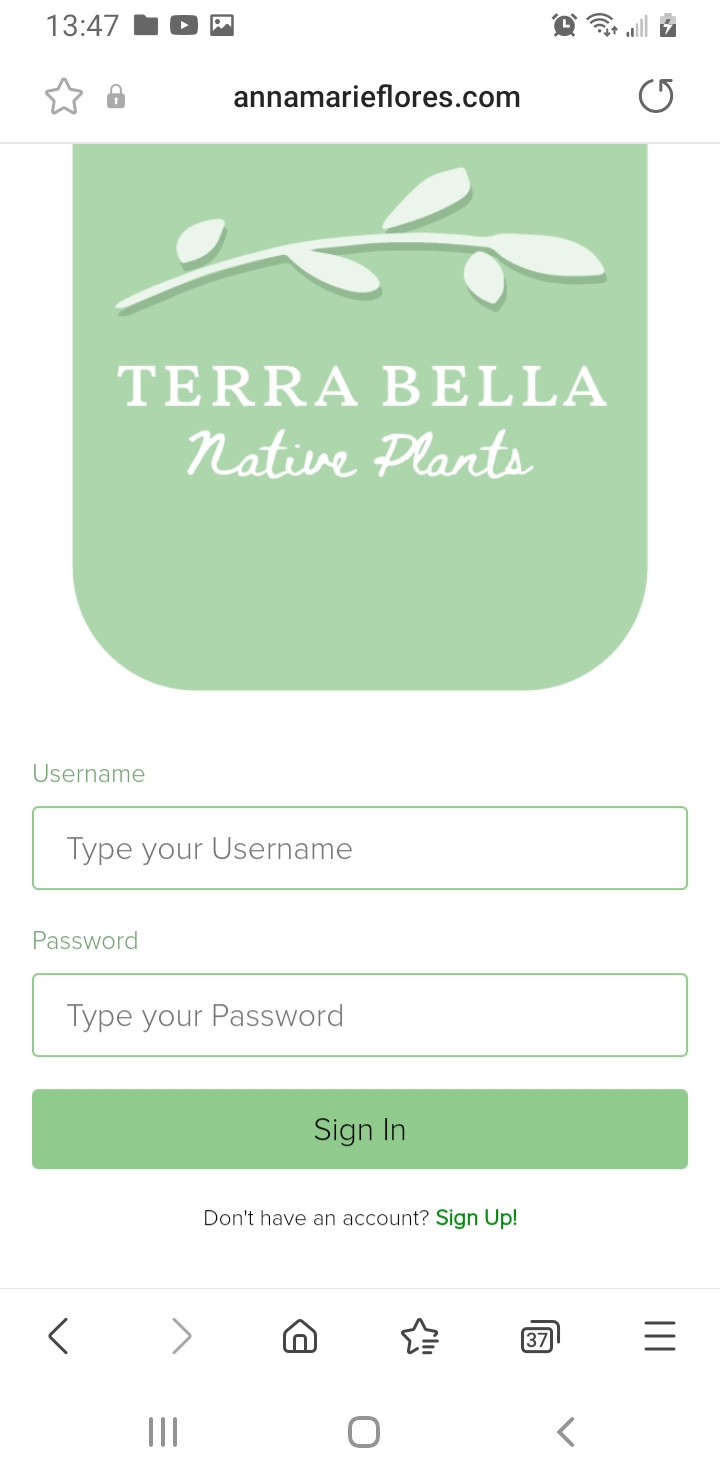 13:47
annamarieflores.com
TERRA BELLA
Native Plants
Username
Type your Username
Password
Type your Password
Sign In
Don't have an account? Sign Up!
37